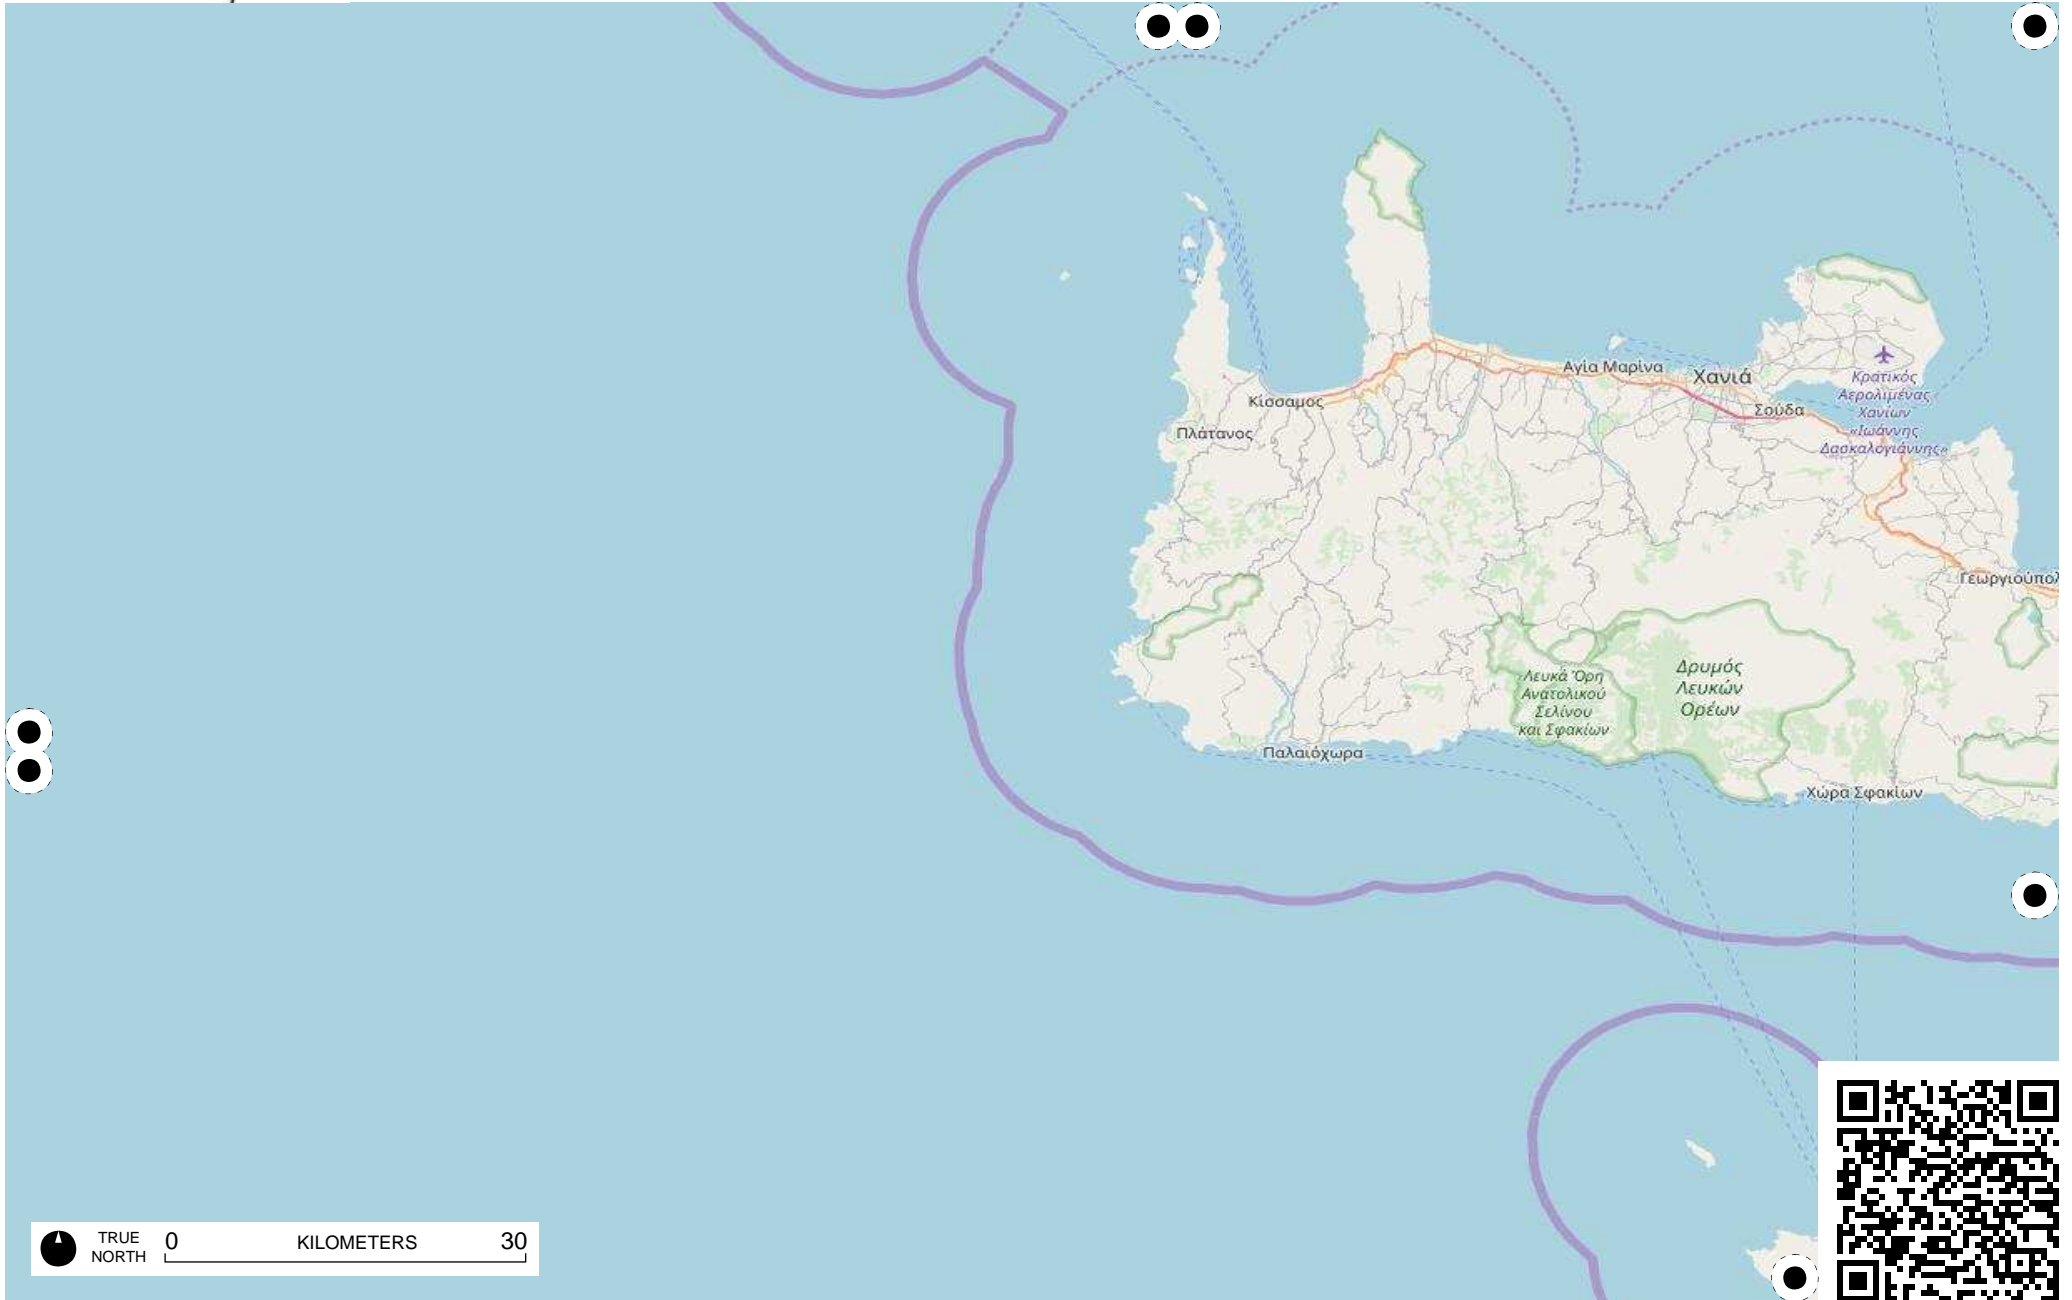 Αγία Μαρίνα
Χανιά
Κρατικός
Αερολιμένας
Χανίων
«Ιωάννης
Δασκαλογιάννης»
Κίσσαμος
Σούδα
Πλάτανος
Γεωργιούπολ
Λευκά Όρη
Ανατολικού
Σελίνου
και Σφακίων
Δρυμός
Λευκών
Ορέων
Παλαιόχωρα
Χώρα Σφακίων
TRUE
NORTH
0 KILOMETERS 30